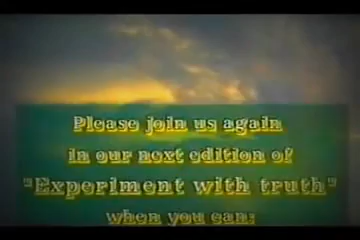 Please join us again
in our next edition of
"Experiment with truth"
when you can: